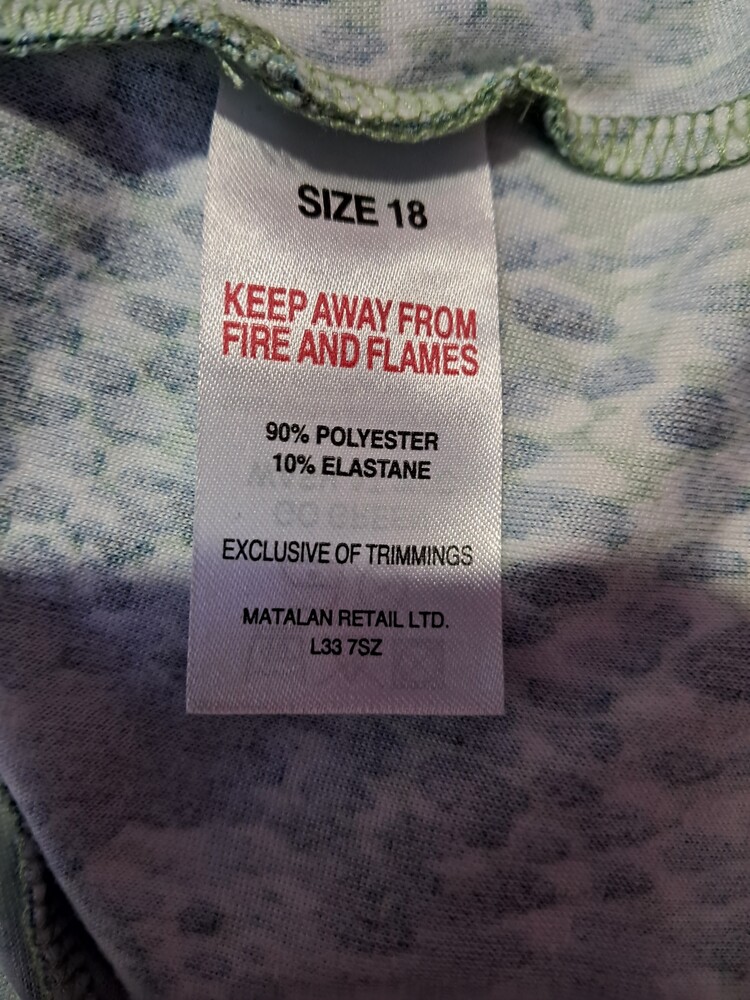 SIZE 18
KEEP AWAY FROM
FIRE AND FLAMES
90% POLYESTER
10% ELASTANE
EXCLUSIVE OF TRIMMINGS
MATALAN RETAIL LTD.
L33 7SZ